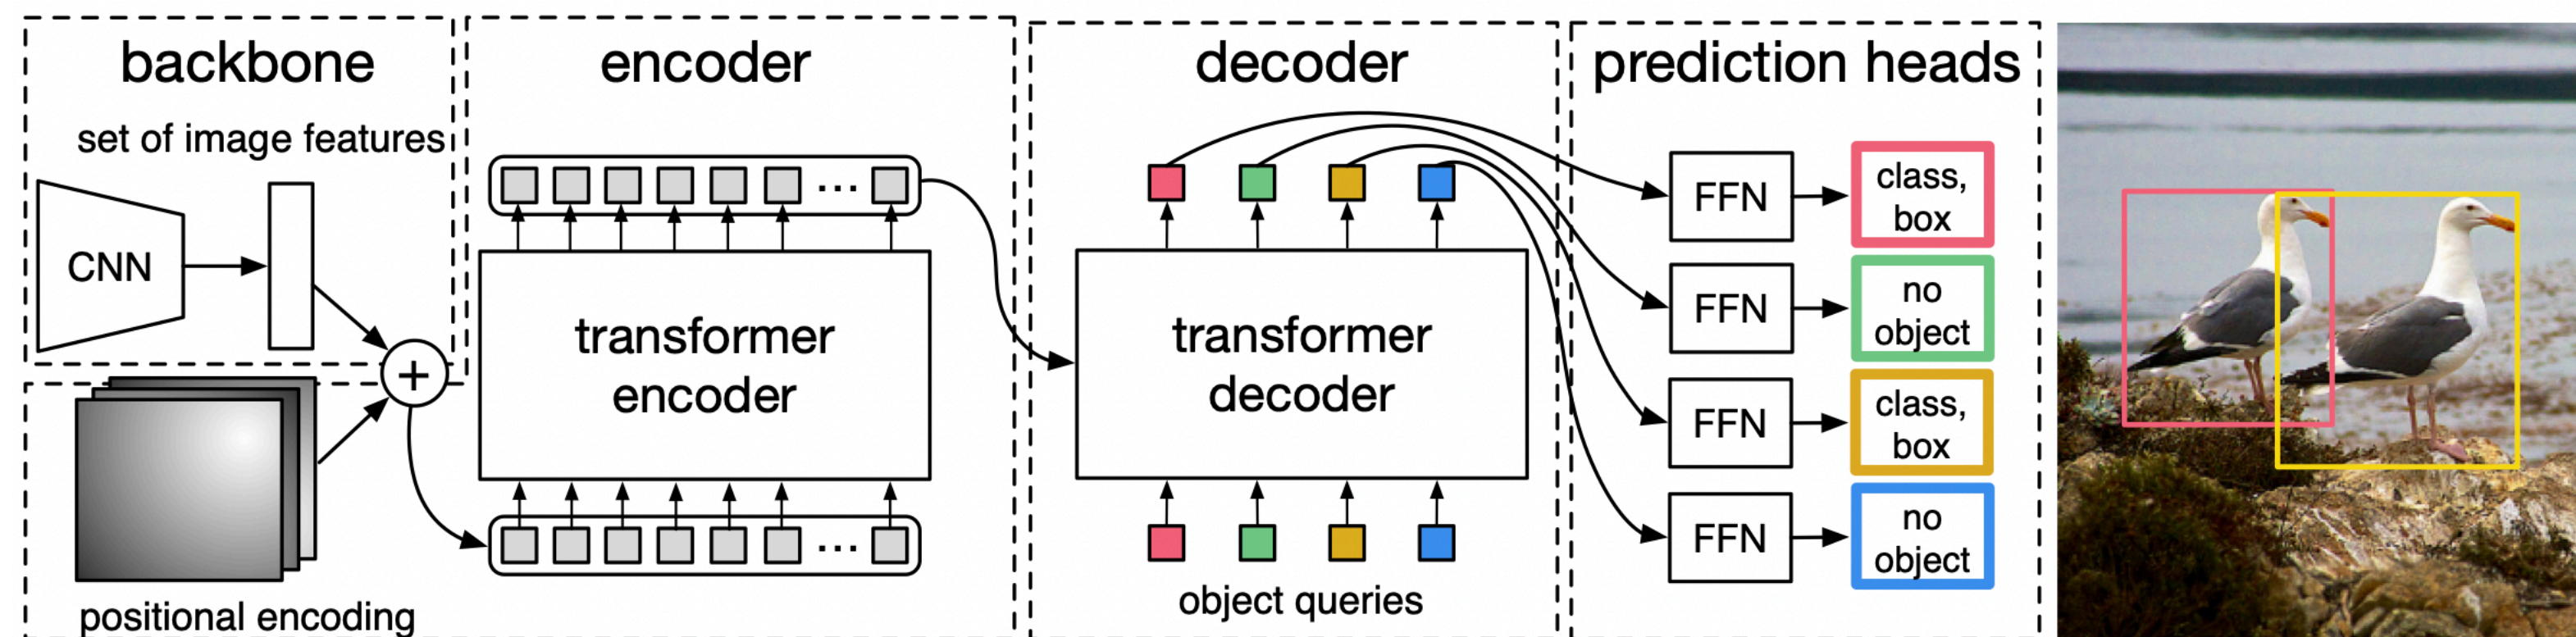 backbone
set of image features
CNN
+
positional encoding
encoder
...
transformer
encoder
...
decoder
transformer
decoder
object queries
prediction heads
FFN
class,
box
FFN
no
object
FFN
class,
box
FFN
no
object